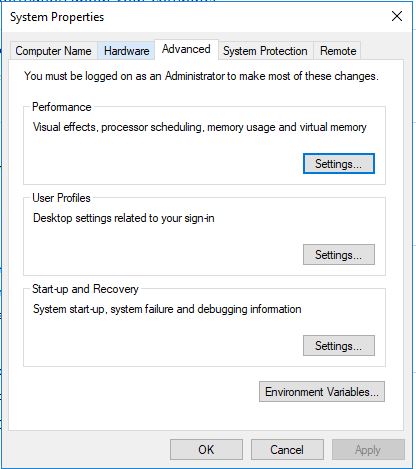 System Properties
Computer Name Hardware Advanced System Protection Remote
You must be logged on as an Administrator to make most of these changes.
Performance
Visual effects, processor scheduling, memory usage and virtual memory
Settings...
User Profiles
Desktop settings related to your sign-in
Settings...
Start-up and Recovery
System start-up, system failure and debugging information
Settings...
Environment Variables...
OK Cancel Apply